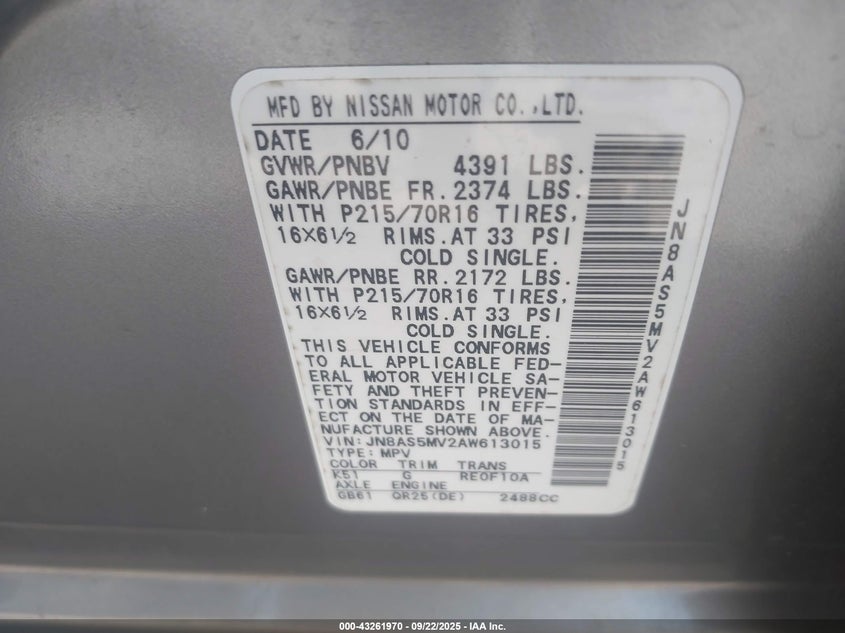 MFD BY NISSAN MOTOR CO.,LTD.
DATE 6/10
GVWR/PNBV 4391 LBS.
GAWR/PNBE FR. 2374 LBS.
WITH P215/70R16 TIRES,
16×6½ RIMS. AT 33 PSI
COLD SINGLE.
GAWR/PNBE RR. 2172 LBS.
WITH P215/70R16 TIRES,
16×6½ RIMS. AT 33 PSI
COLD SINGLE.
THIS VEHICLE CONFORMS
TO ALL APPLICABLE FED-
ERAL MOTOR VEHICLE SA-
FETY AND THEFT PREVEN-
TION STANDARDS IN EFF-
ECT ON THE DATE OF MA-
NUFACTURE SHOWN ABOVE.
VIN: JN8AS5MV2AW613015
TYPE: MPV
COLOR TRIM TRANS
K51 G RE0F10A
AXLE ENGINE
GB61 QR25(DE) 2488CC
JN8AS5MV2AW613015
000-43261970 - 09/22/2025 - IAA Inc.